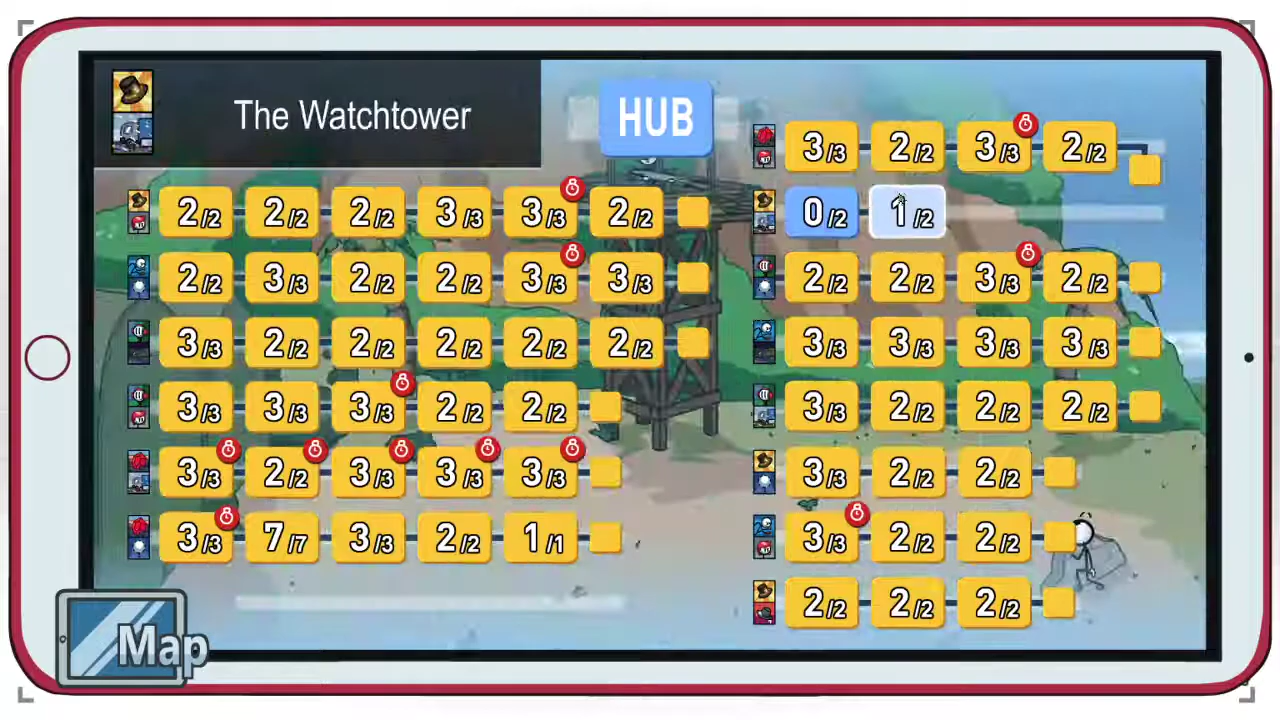 The Watchtower
HUB
2/2 2/2 2/2 3/3 3/3 2/2
2/2 3/3 2/2 2/2 3/3 3/3
3/3 2/2 2/2 2/2 2/2 2/2
3/3 3/3 3/3 2/2 2/2
3/3 2/2 3/3 3/3 3/3
3/3 7/7 3/3 2/2 1/1
Map
3/3 2/2 3/3 2/2
0/2 1/2
2/2 2/2 3/3 2/2
3/3 3/3 3/3 3/3
3/3 2/2 2/2 2/2
3/3 2/2 2/2
3/3 2/2 2/2
2/2 2/2 2/2